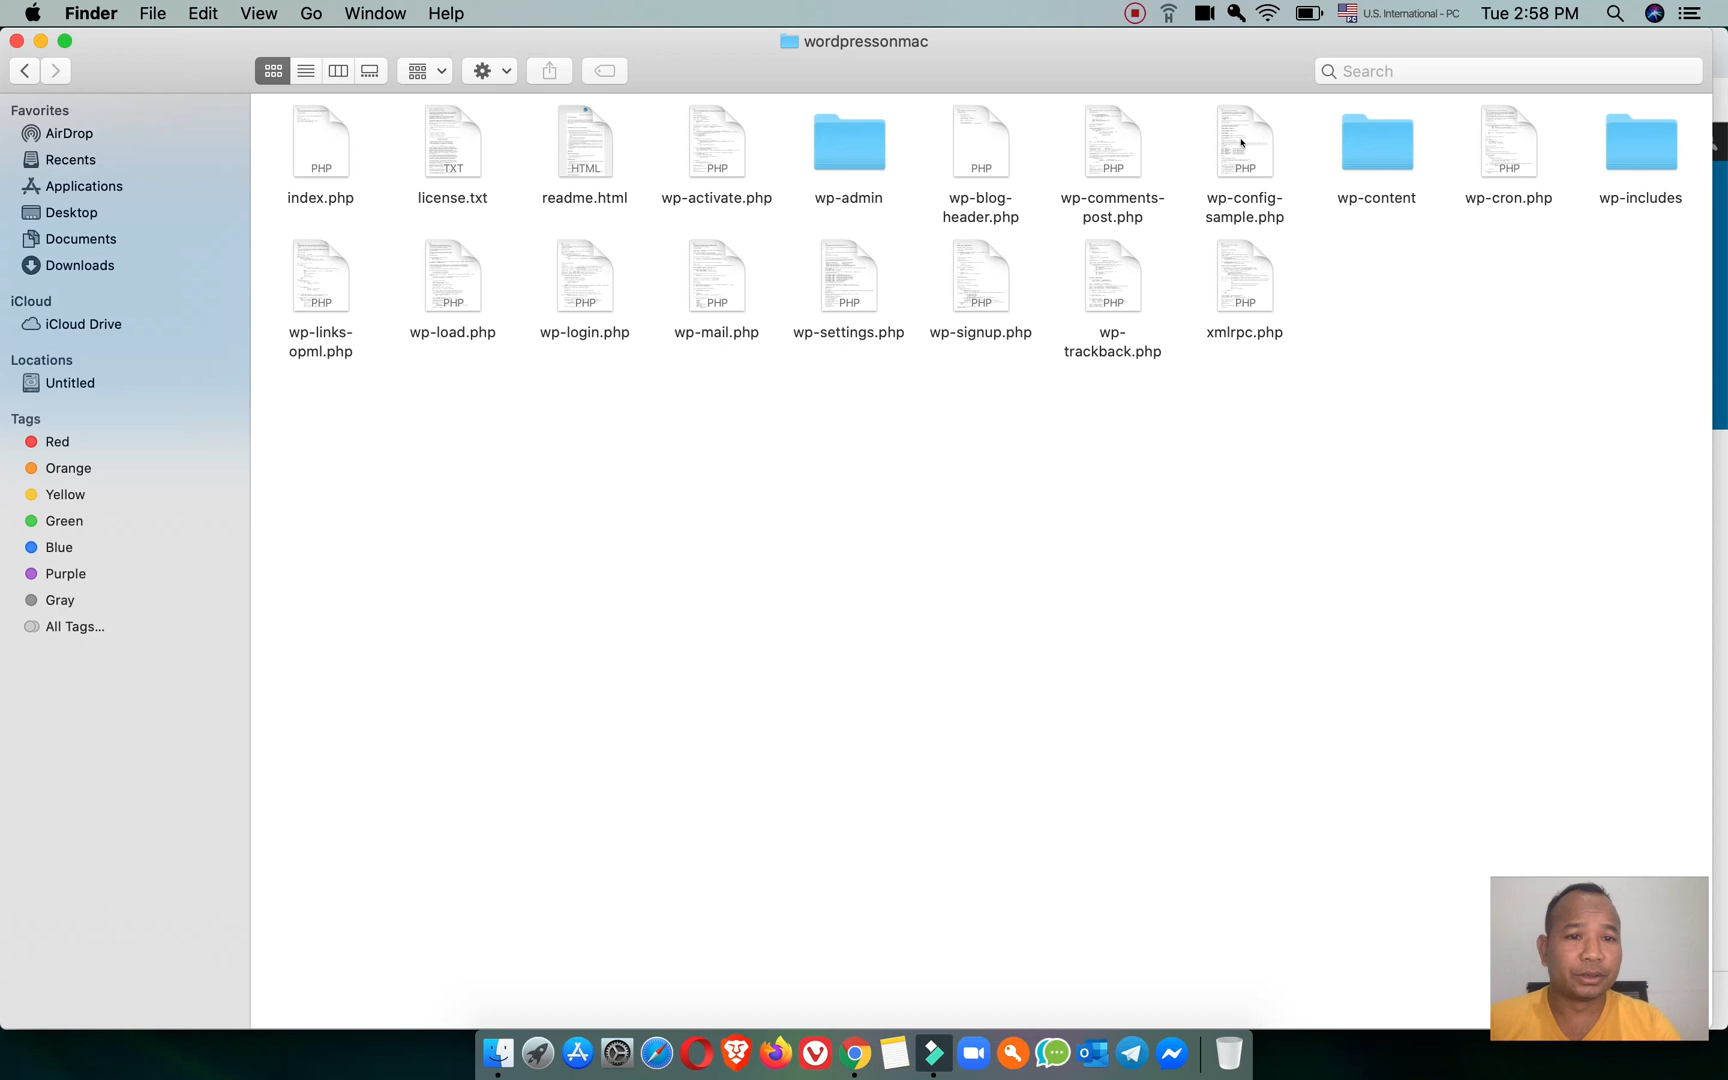 Finder File Edit View Go Window Help
U.S. International - PC Tue 2:58 PM
wordpressonmac
Search
Favorites
AirDrop
Recents
Applications
Desktop
Documents
Downloads
iCloud
iCloud Drive
Locations
Untitled
Tags
Red
Orange
Yellow
Green
Blue
Purple
Gray
All Tags...
PHP TXT HTML PHP PHP PHP PHP PHP
index.php license.txt readme.html wp-activate.php wp-admin wp-blog- wp-comments- wp-config- wp-content wp-cron.php wp-includes
header.php post.php sample.php
PHP PHP PHP PHP PHP PHP PHP PHP
wp-links- wp-load.php wp-login.php wp-mail.php wp-settings.php wp-signup.php wp- xmlrpc.php
opml.php trackback.php